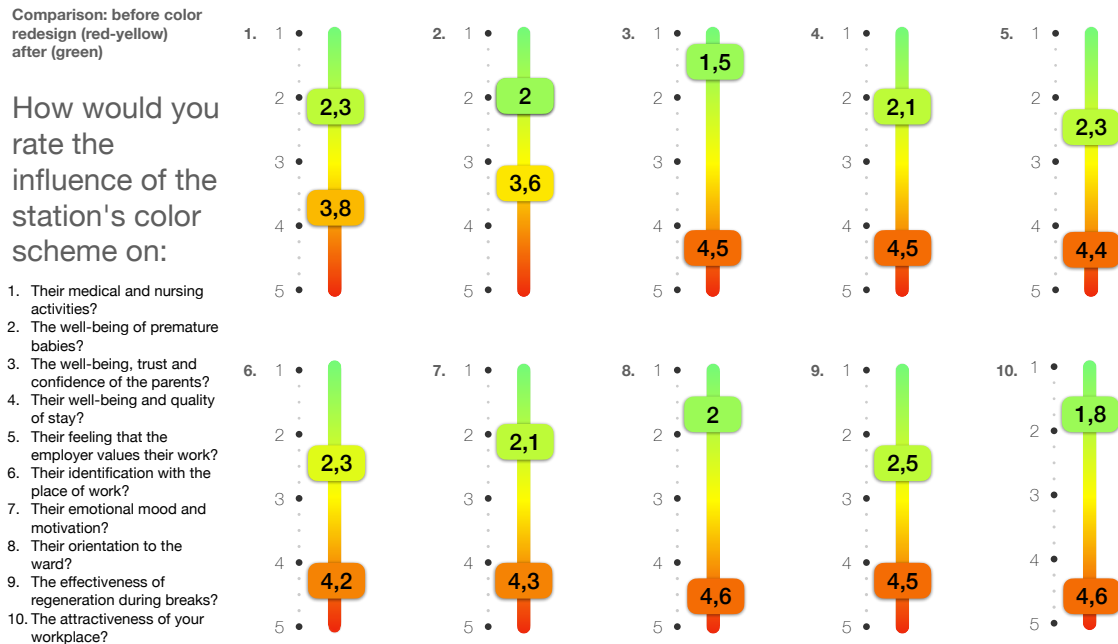 Comparison: before color
redesign (red-yellow)
after (green)
How would you
rate the
influence of the
station's color
scheme on:
1. Their medical and nursing
activities?
2. The well-being of premature
babies?
3. The well-being, trust and
confidence of the parents?
4. Their well-being and quality
of stay?
5. Their feeling that the
employer values their work?
6. Their identification with the
place of work?
7. Their emotional mood and
motivation?
8. Their orientation to the
ward?
9. The effectiveness of
regeneration during breaks?
10. The attractiveness of your
workplace?
1.
1
2
3
4
5
2,3
3,8
2.
1
2
3
4
5
2
3,6
3.
1
2
3
4
5
1,5
4,5
4.
1
2
3
4
5
2,1
4,5
5.
1
2
3
4
5
2,3
4,4
6.
1
2
3
4
5
2,3
4,2
7.
1
2
3
4
5
2,1
4,3
8.
1
2
3
4
5
2
4,6
9.
1
2
3
4
5
2,5
4,5
10.
1
2
3
4
5
1,8
4,6